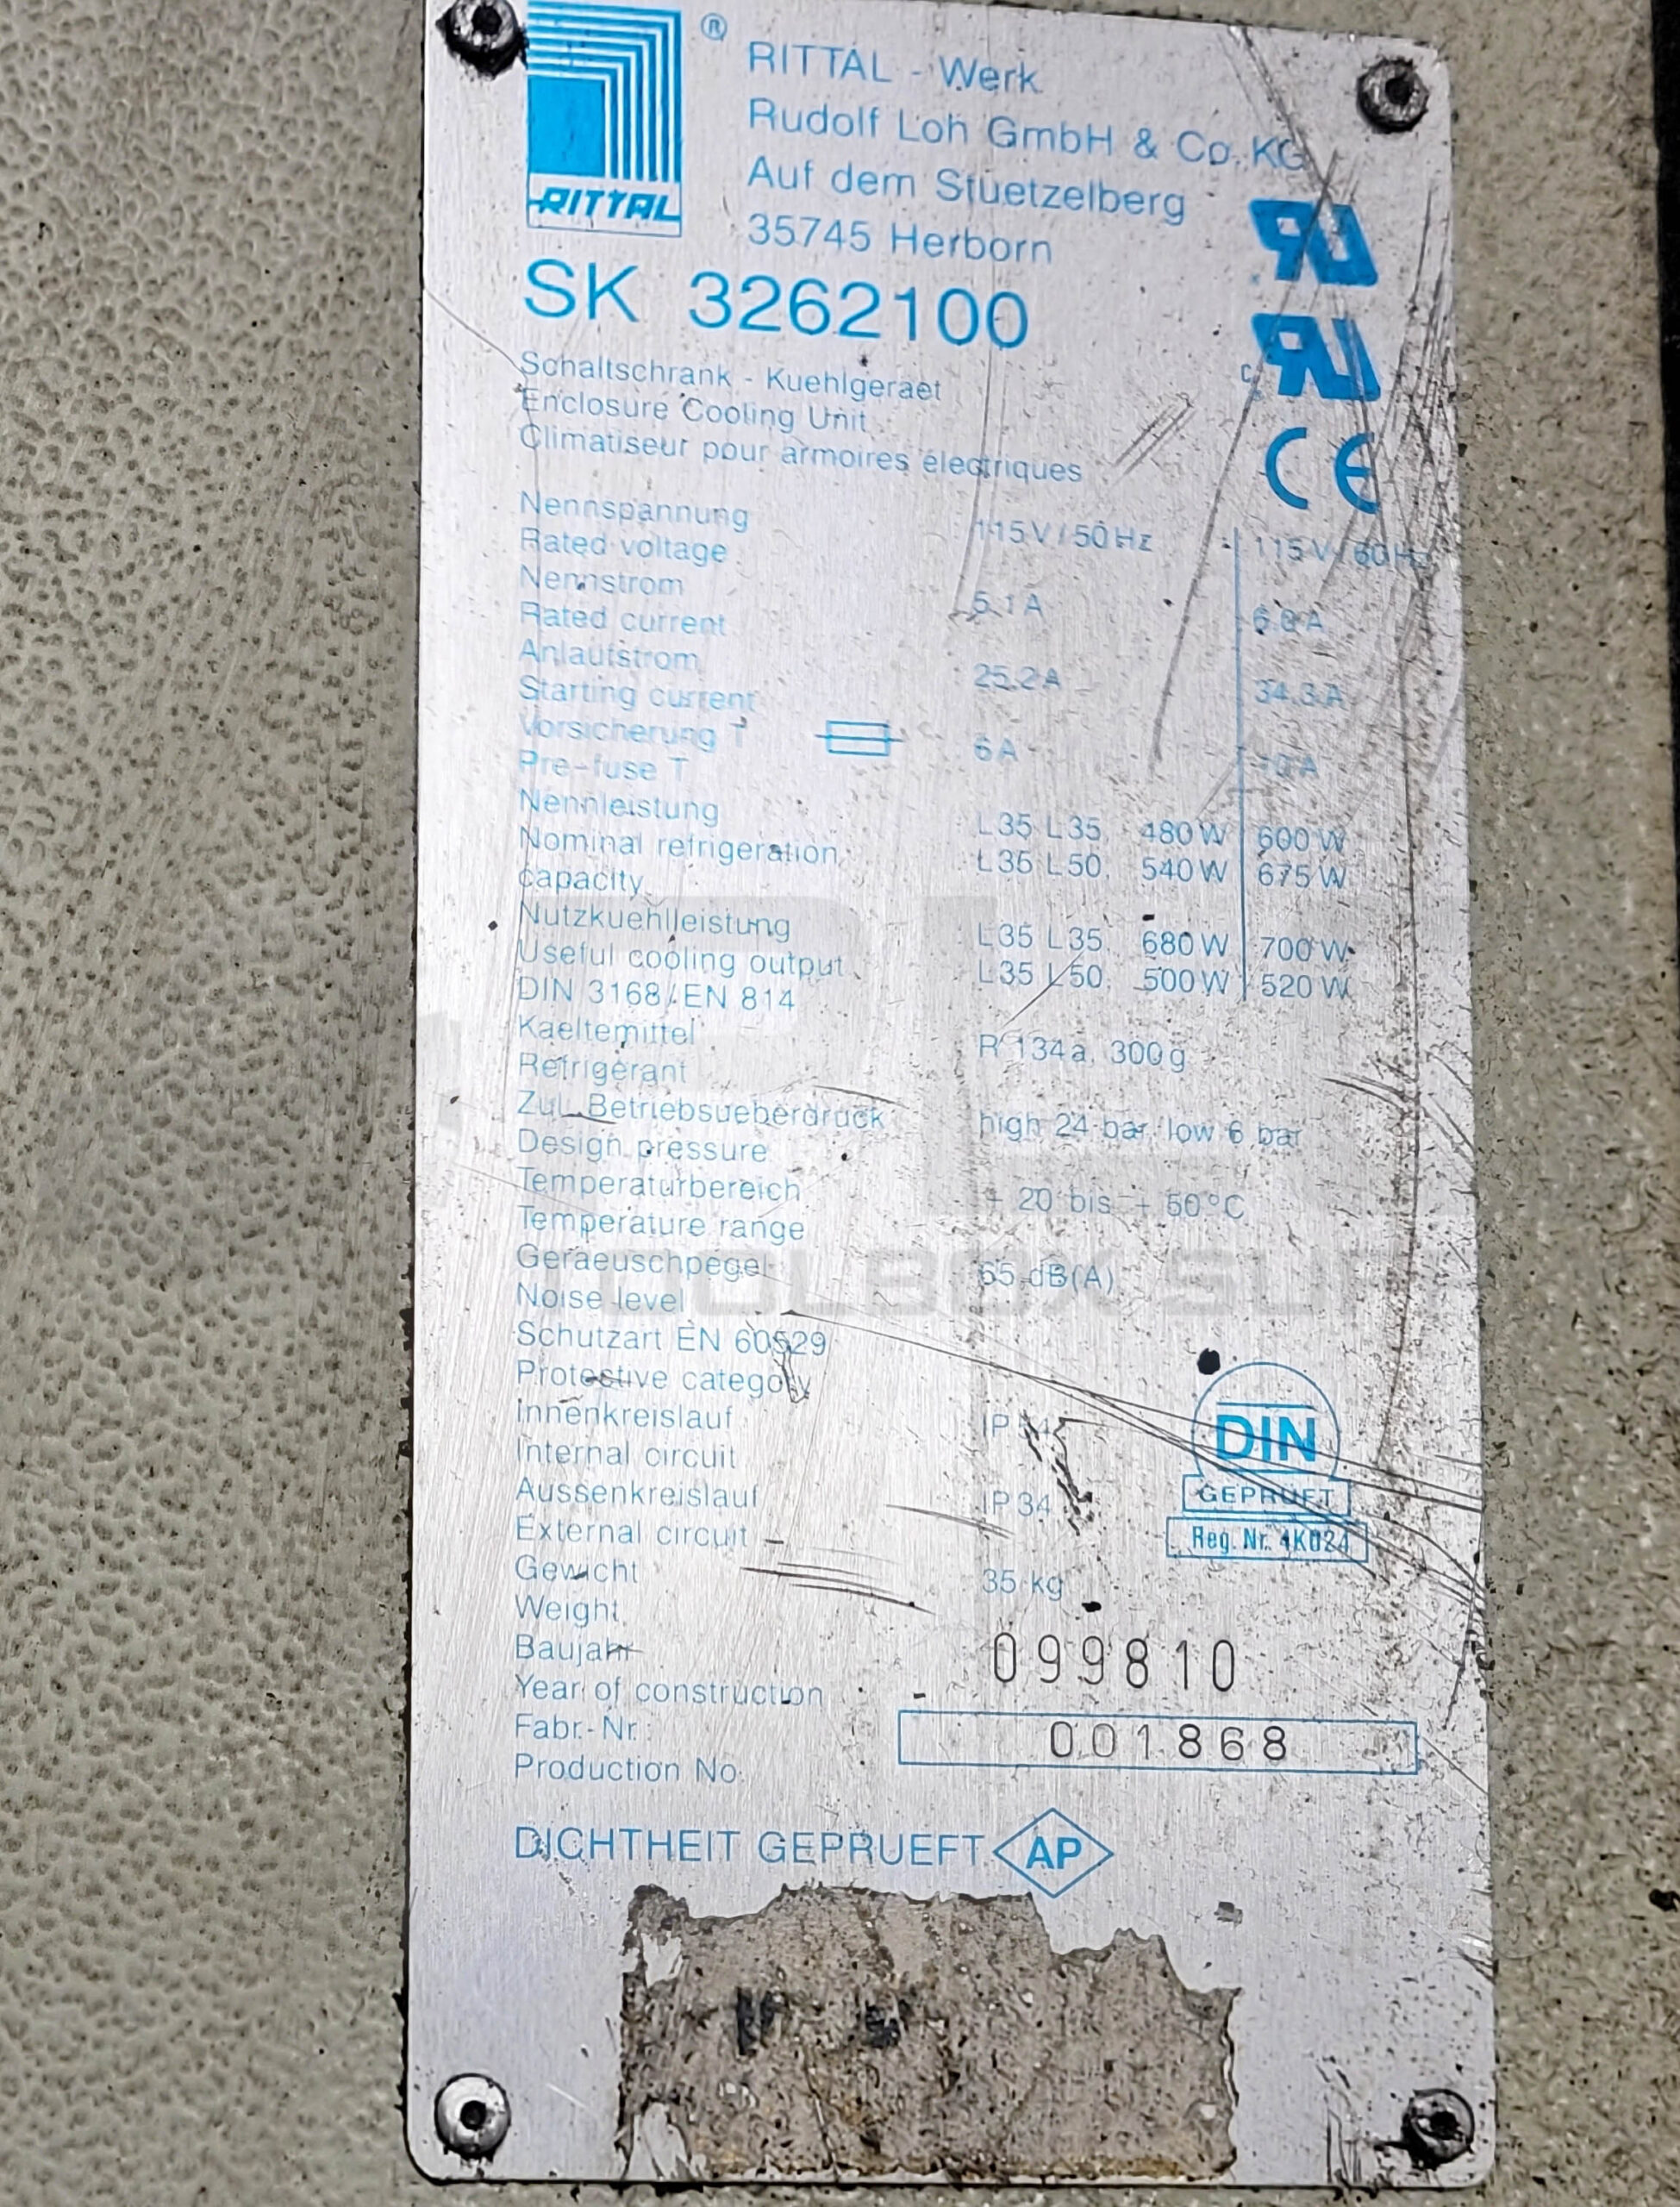 ®
RITTAL - Werk
Rudolf Loh GmbH & Co. KG
Auf dem Stuetzelberg
35745 Herborn
RITTAL
SK 3262100
Schaltschrank - Kuehlgeraet
Enclosure Cooling Unit
Climatiseur pour armoires électriques
c
CE
Nennspannung
Rated voltage
115 V / 50 Hz 115 V / 60 Hz
Nennstrom
Rated current
5.1 A
Anlaufstrom
Starting current
25.2 A 34.3 A
Vorsicherung T
Pre-fuse T
6 A 10 A
Nennleistung
Nominal refrigeration
capacity
L35 L35, 480 W 600 W
L35 L50, 540 W 675 W
Nutzkuehlleistung
Useful cooling output
DIN 3168/EN 814
L35 L35, 680 W 700 W
L35 L50, 500 W 520 W
Kaeltemittel
Refrigerant
R 134a, 300g
Zul. Betriebsueberdruck
Design pressure
high 24 bar, low 6 bar
Temperaturbereich
Temperature range
+ 20 bis + 50°C
Geraeuschpegel
Noise level
65 dB(A)
Schutzart EN 60529
Protective category
Innenkreislauf
Internal circuit
IP
Aussenkreislauf
External circuit
IP 34
DIN
GEPRÜFT
Reg. Nr. 4K024
Gewicht
Weight
35 kg
Baujahr
Year of construction
099810
Fabr.-Nr.:
Production No.
001868
DICHTHEIT GEPRUEFT AP